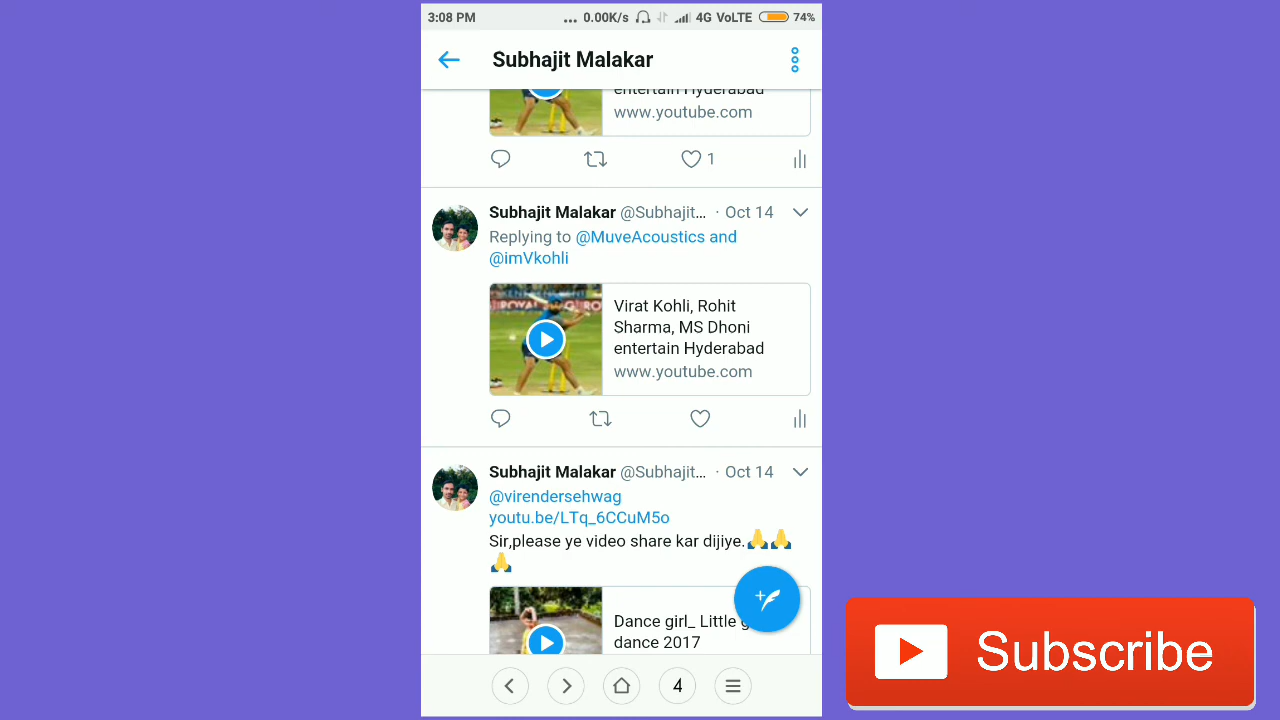 3:08 PM ... 0.00K/s 4G VoLTE 74%
Subhajit Malakar
entertain Hyderabad
www.youtube.com
1
Subhajit Malakar @Subhajit... · Oct 14
Replying to @MuveAcoustics and
@imVkohli
Virat Kohli, Rohit
Sharma, MS Dhoni
entertain Hyderabad
www.youtube.com
Subhajit Malakar @Subhajit... · Oct 14
@virendersehwag
youtu.be/LTq_6CCuM5o
Sir,please ye video share kar dijiye.🙏🙏
🙏
Dance girl_ Little
dance 2017
4
Subscribe